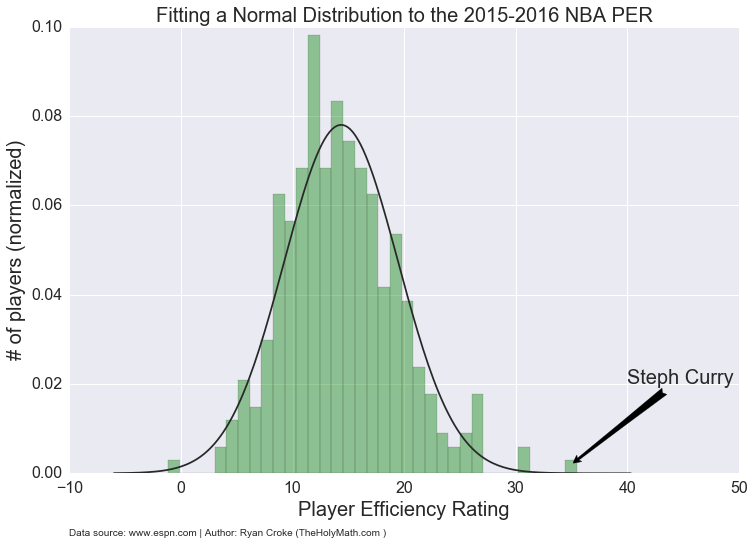 Fitting a Normal Distribution to the 2015-2016 NBA PER
# of players (normalized)
0.10
0.08
0.06
0.04
0.02
0.00
Steph Curry
−10 0 10 20 30 40 50
Player Efficiency Rating
Data source: www.espn.com | Author: Ryan Croke (TheHolyMath.com )